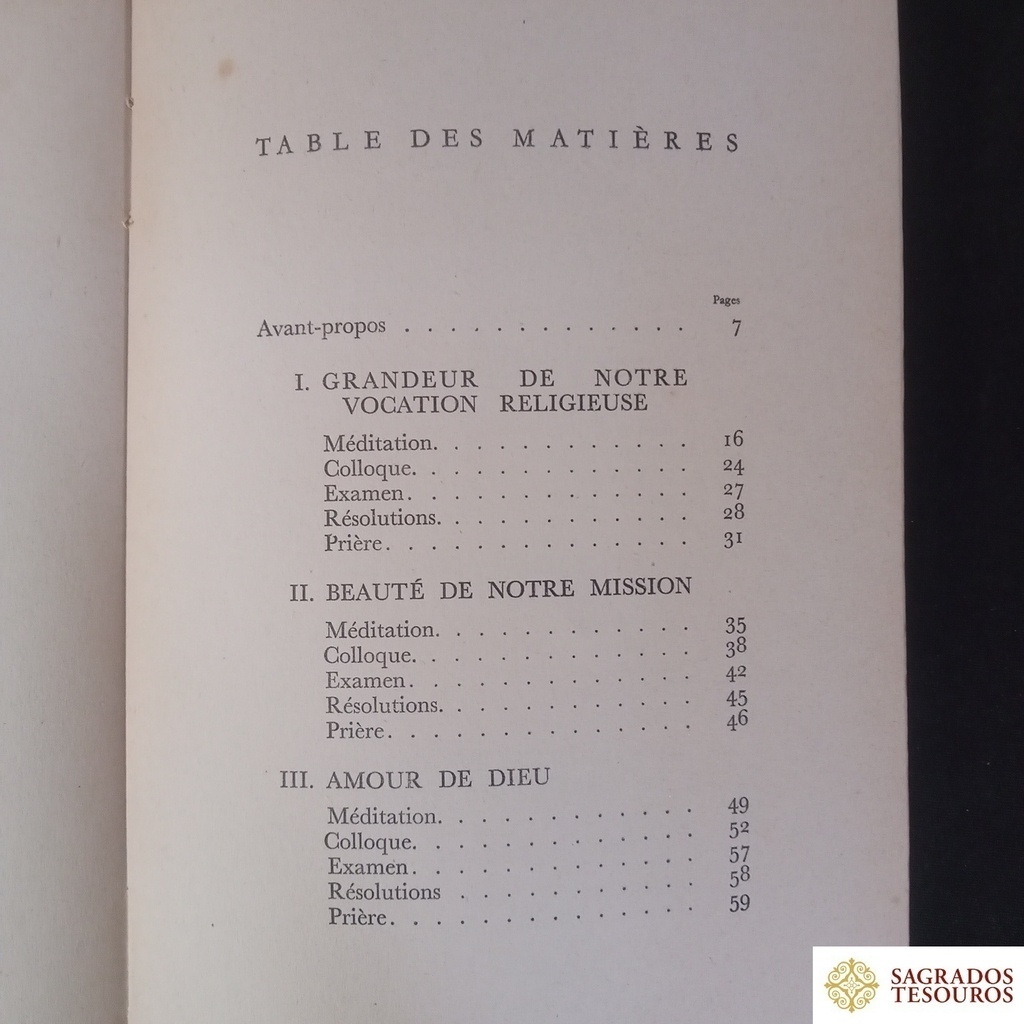 TABLE DES MATIÈRES
Pages
Avant-propos . . . . . . . . . . . . . 7
I. GRANDEUR DE NOTRE
VOCATION RELIGIEUSE
Méditation. . . . . . . . . . . . 16
Colloque. . . . . . . . . . . . . 24
Examen. . . . . . . . . . . . . 27
Résolutions. . . . . . . . . . . . 28
Prière. . . . . . . . . . . . . . 31
II. BEAUTÉ DE NOTRE MISSION
Méditation. . . . . . . . . . . . 35
Colloque. . . . . . . . . . . . . 38
Examen. . . . . . . . . . . . . 42
Résolutions. . . . . . . . . . . . 45
Prière. . . . . . . . . . . . . . 46
III. AMOUR DE DIEU
Méditation. . . . . . . . . . . . 49
Colloque. . . . . . . . . . . . . 52
Examen. . . . . . . . . . . . . 57
Résolutions . . . . . . . . . . . 58
Prière. . . . . . . . . . . . . . 59
SAGRADOS
TESOUROS